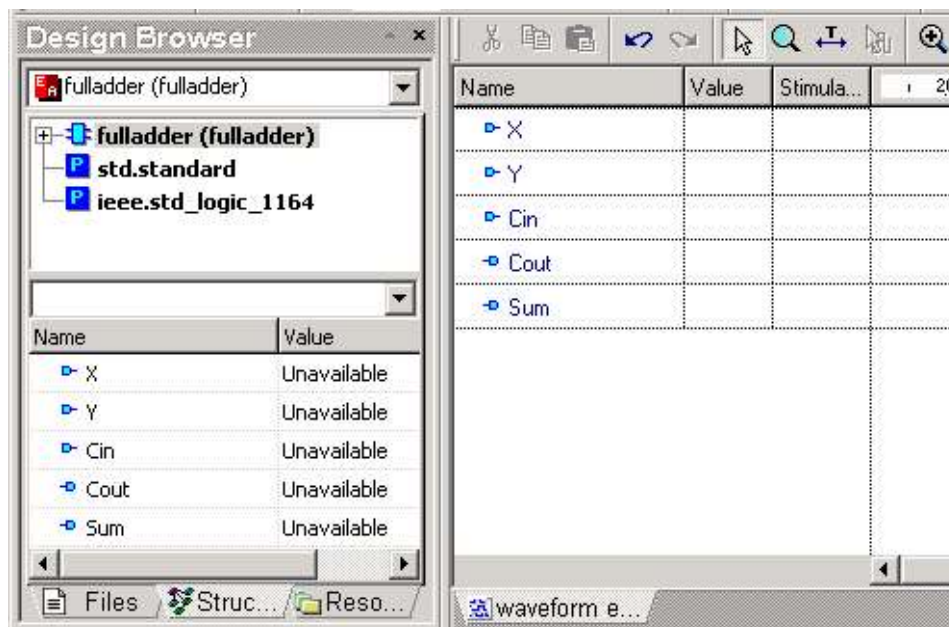 Design Browser
fulladder (fulladder)
fulladder (fulladder)
std.standard
ieee.std_logic_1164
Name Value
X Unavailable
Y Unavailable
Cin Unavailable
Cout Unavailable
Sum Unavailable
Files Struc... Reso...
Name Value Stimula...
X
Y
Cin
Cout
Sum
waveform e...